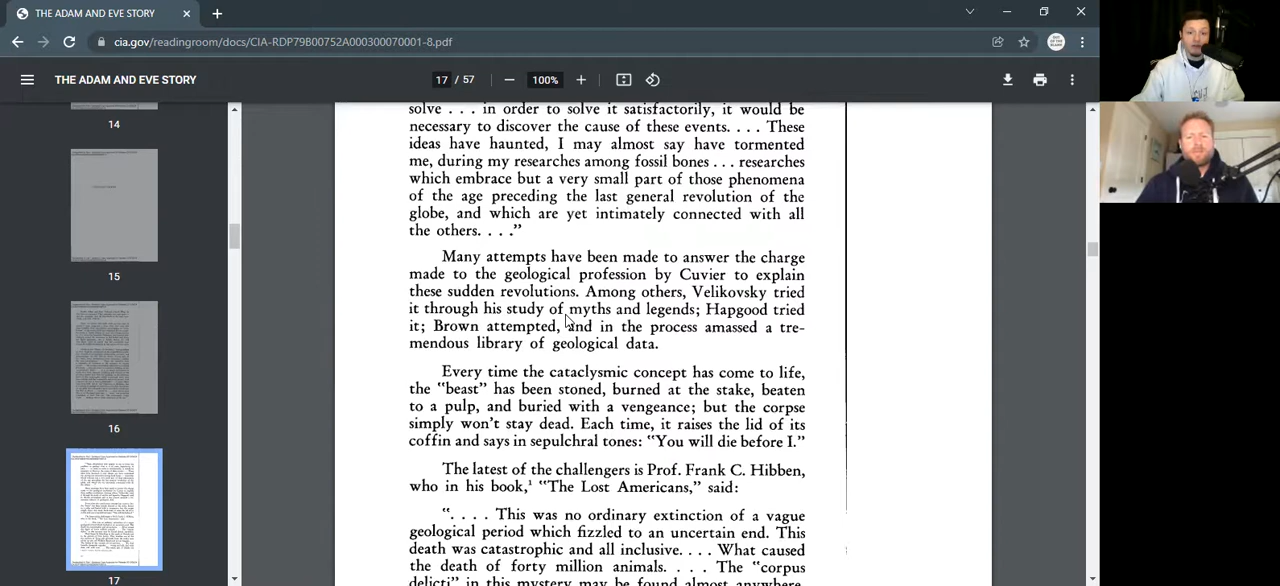 THE ADAM AND EVE STORY
cia.gov/readingroom/docs/CIA-RDP79B00752A000300070001-8.pdf
THE ADAM AND EVE STORY
17 / 57
100%
14
15
16
17
solve . . . in order to solve it satisfactorily, it would be
necessary to discover the cause of these events. . . . These
ideas have haunted, I may almost say have tormented
me, during my researches among fossil bones . . . researches
which embrace but a very small part of those phenomena
of the age preceding the last general revolution of the
globe, and which are yet intimately connected with all
the others. . . .”
Many attempts have been made to answer the charge
made to the geological profession by Cuvier to explain
these sudden revolutions. Among others, Velikovsky tried
it through his study of myths and legends; Hapgood tried
it; Brown attempted, and in the process amassed a tre-
mendous library of geological data.
Every time the cataclysmic concept has come to life,
the “beast” has been stoned, burned at the stake, beaten
to a pulp, and buried with a vengeance; but the corpse
simply won’t stay dead. Each time, it raises the lid of its
coffin and says in sepulchral tones: “You will die before I.”
The latest of the challengers is Prof. Frank C. Hibben,
who in his book, “The Lost Americans,” said:
. . . This was no ordinary extinction of a vague
geological period which fizzled to an uncertain end. This
death was catastrophic and all inclusive. . . . What caused
the death of forty million animals. . . . The “corpus
delicti” in this mystery may be found almost anywhere.